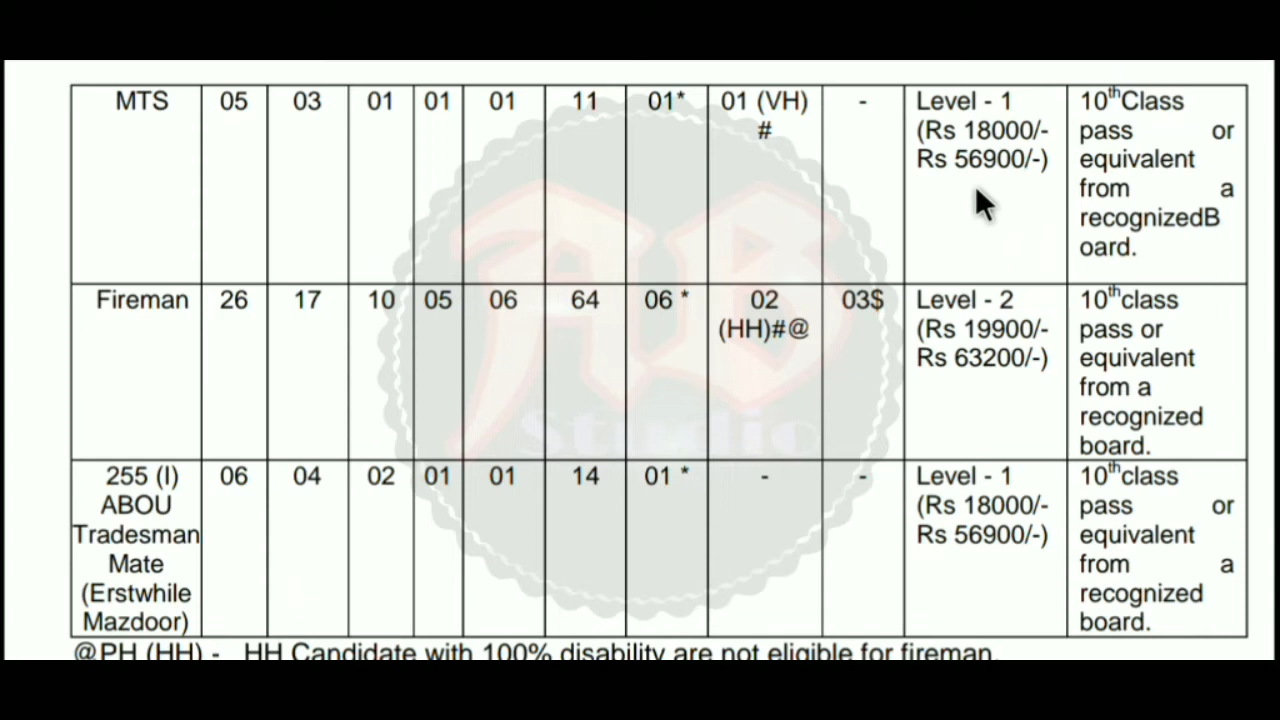 MTS 05 03 01 01 01 11 01* 01 (VH) - Level - 1 10thClass
# (Rs 18000/- pass or
Rs 56900/-) equivalent
from a
recognizedB
oard.
Fireman 26 17 10 05 06 64 06 * 02 03$ Level - 2 10thclass
(HH)#@ (Rs 19900/- pass or
Rs 63200/-) equivalent
from a
recognized
board.
255 (I) 06 04 02 01 01 14 01 * - - Level - 1 10thclass
ABOU (Rs 18000/- pass or
Tradesman Rs 56900/-) equivalent
Mate from a
(Erstwhile recognized
Mazdoor) board.
@PH (HH) - HH Candidate with 100% disability are not eligible for fireman.
AB
Studio